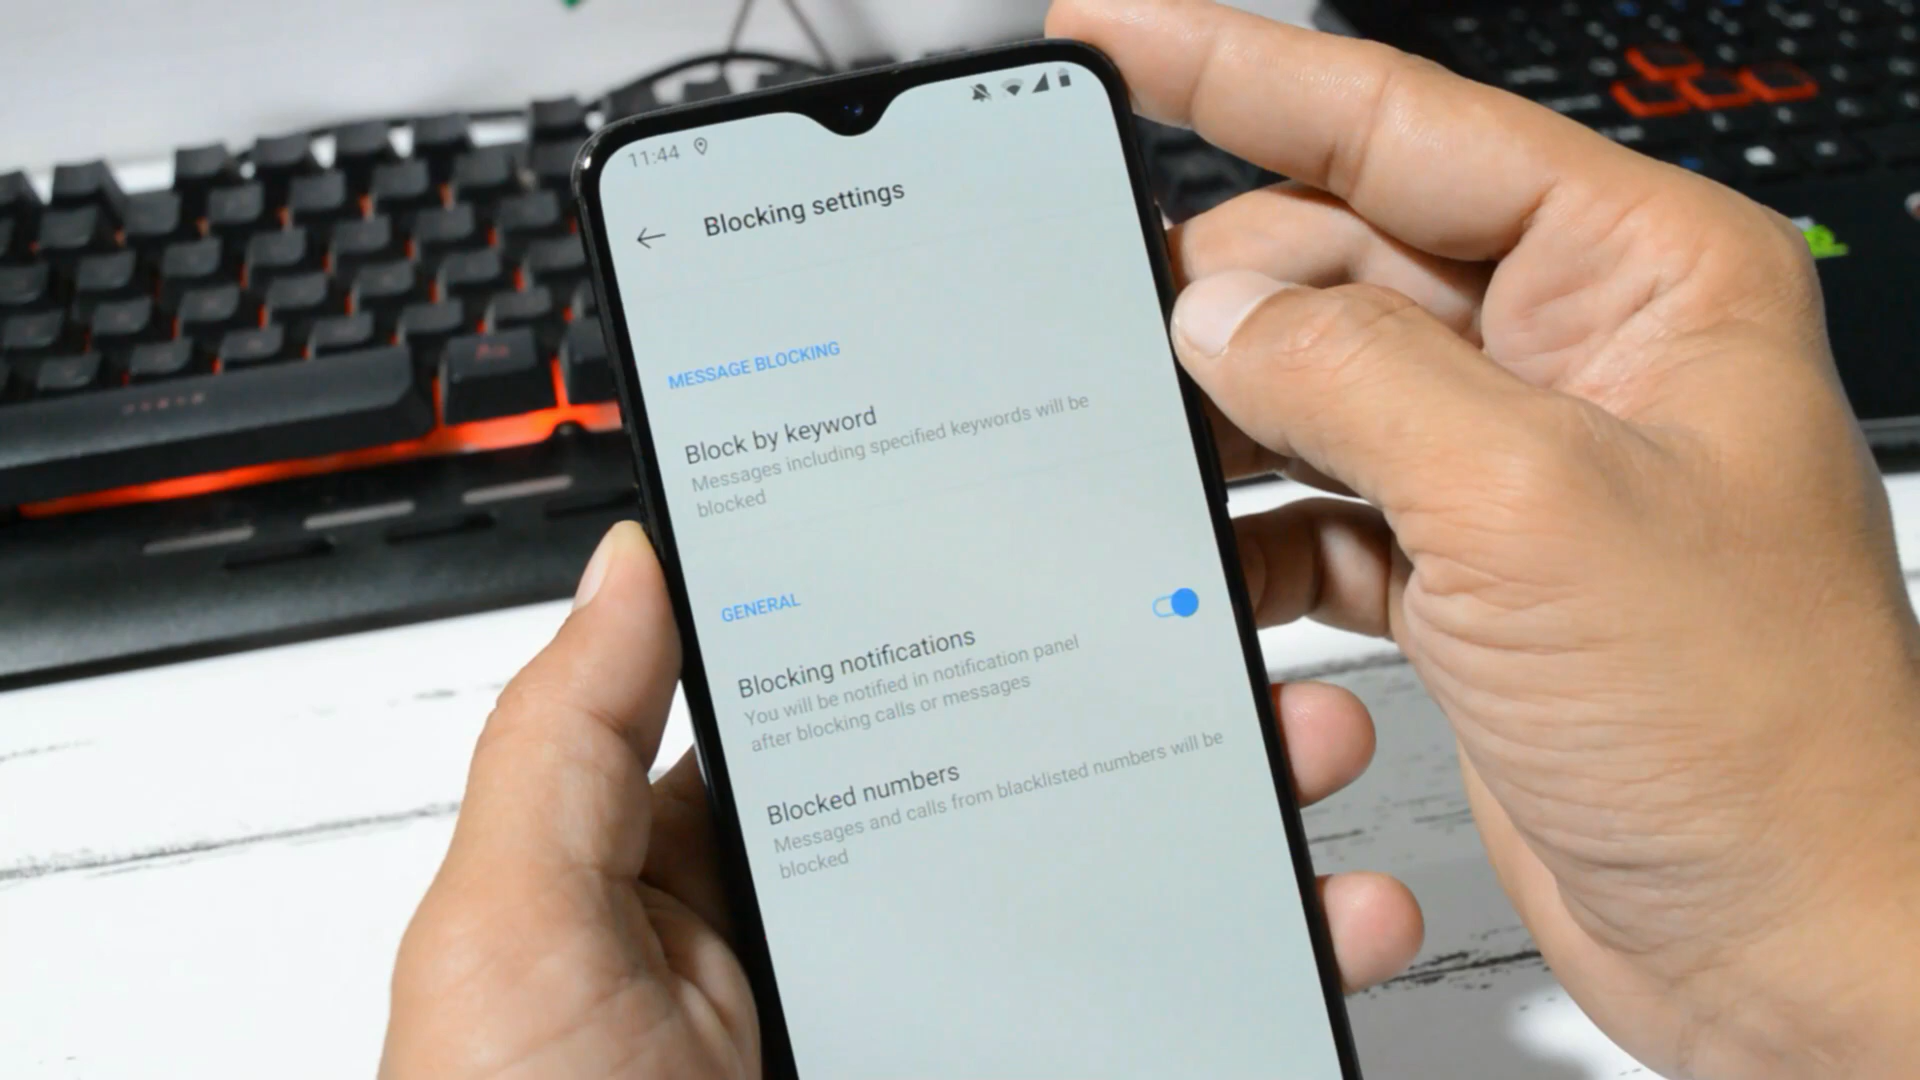 11:44
Blocking settings
MESSAGE BLOCKING
Block by keyword
Messages including specified keywords will be
blocked
GENERAL
Blocking notifications
You will be notified in notification panel
after blocking calls or messages
Blocked numbers
Messages and calls from blacklisted numbers will be
blocked